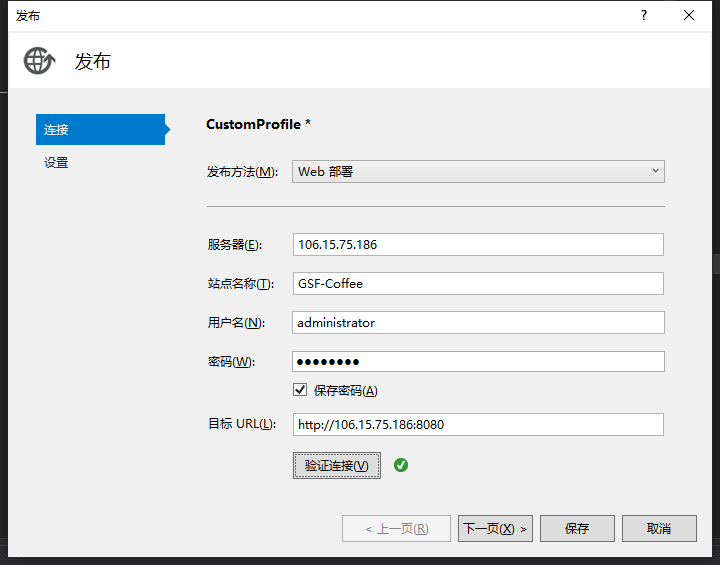 发布
?
发布
连接
设置
CustomProfile *
发布方法(M): Web 部署
服务器(E): 106.15.75.186
站点名称(T): GSF-Coffee
用户名(N): administrator
密码(W): ●●●●●●●●
保存密码(A)
目标 URL(L): http://106.15.75.186:8080
验证连接(V)
< 上一页(R) 下一页(X) > 保存 取消